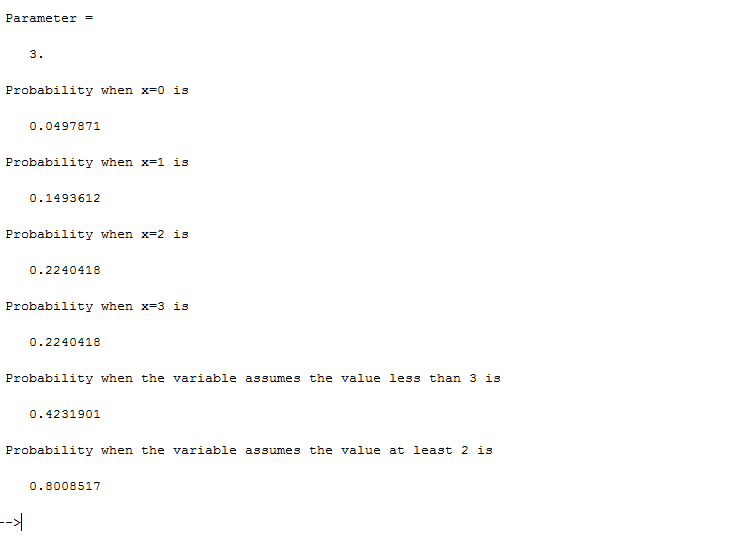 Parameter =
3.
Probability when x=0 is
0.0497871
Probability when x=1 is
0.1493612
Probability when x=2 is
0.2240418
Probability when x=3 is
0.2240418
Probability when the variable assumes the value less than 3 is
0.4231901
Probability when the variable assumes the value at least 2 is
0.8008517
-->